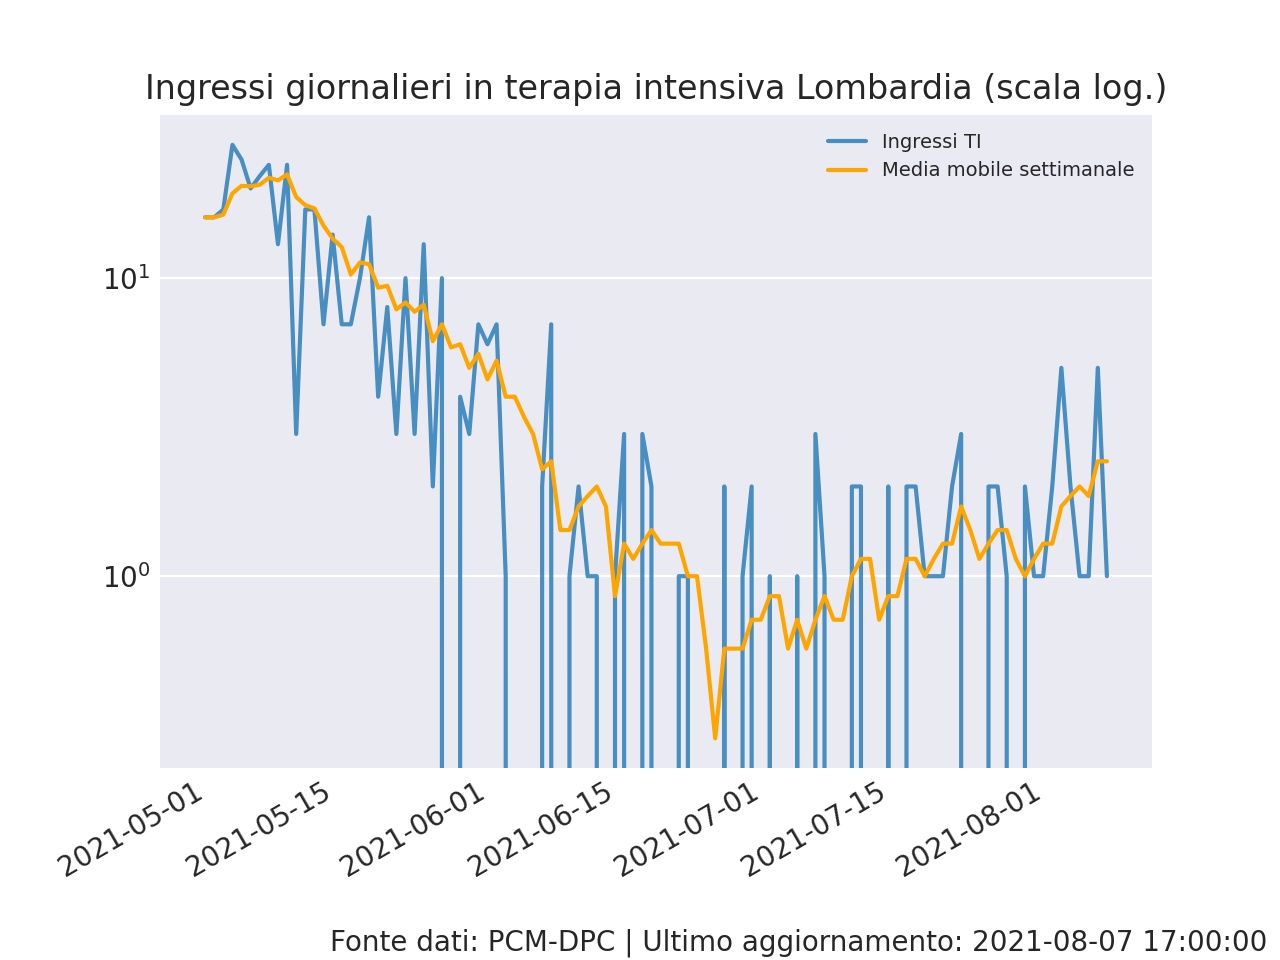 Ingressi giornalieri in terapia intensiva Lombardia (scala log.)
Ingressi TI
Media mobile settimanale
10¹
10⁰
2021-05-01
2021-05-15
2021-06-01
2021-06-15
2021-07-01
2021-07-15
2021-08-01
Fonte dati: PCM-DPC | Ultimo aggiornamento: 2021-08-07 17:00:00